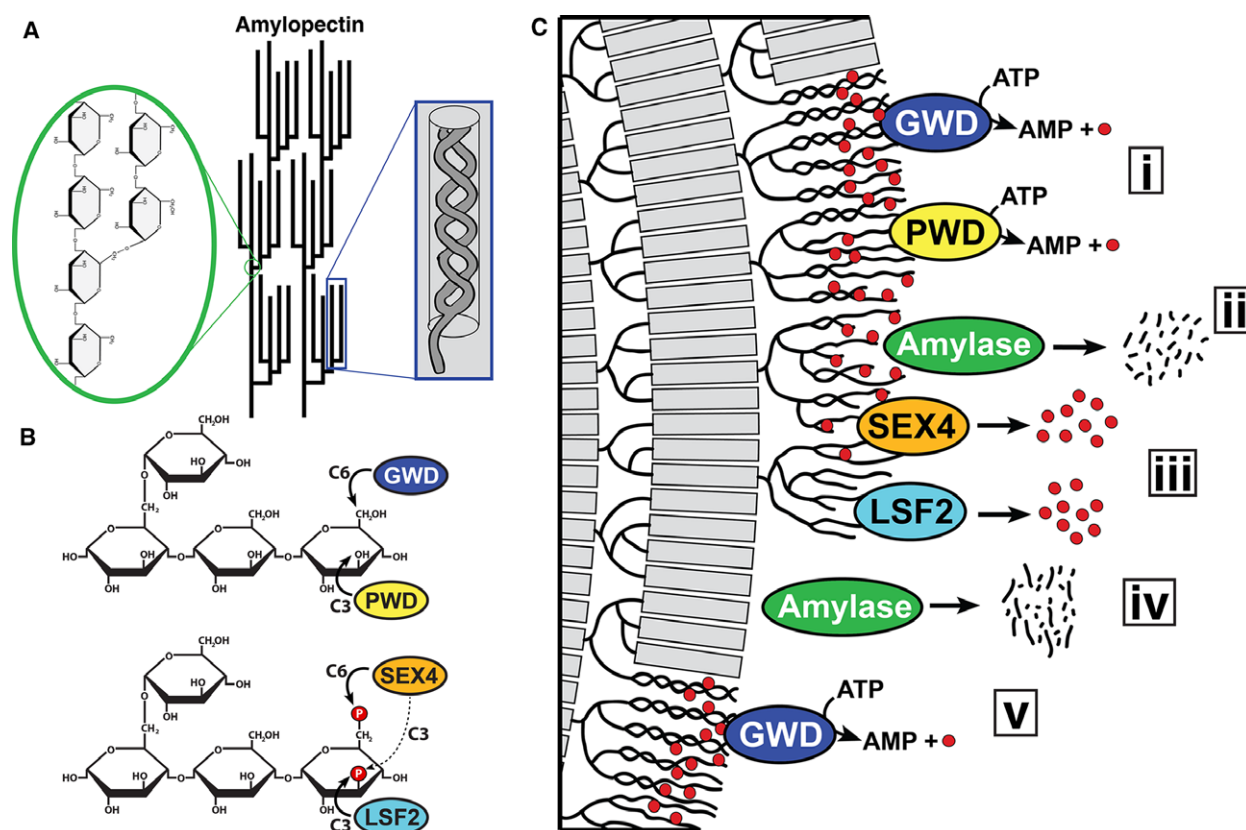 A
Amylopectin
B
CH₂OH
O
OH
HO
OH
O
CH₂
C6
GWD
CH₂OH
CH₂OH
O
O
O
HO
OH
HO
O
HO
O
OH
OH
OH
OH
OH
C3
PWD
CH₂OH
O
OH
HO
OH
O
CH₂
C6
SEX4
P
CH₂OH
CH₂
C3
O
O
O
HO
OH
HO
O
HO
O
P
OH
OH
OH
OH
C3
LSF2
C
ATP
GWD
AMP +
i
ATP
PWD
AMP +
ii
Amylase
SEX4
iii
LSF2
Amylase
iv
ATP
v
GWD
AMP +